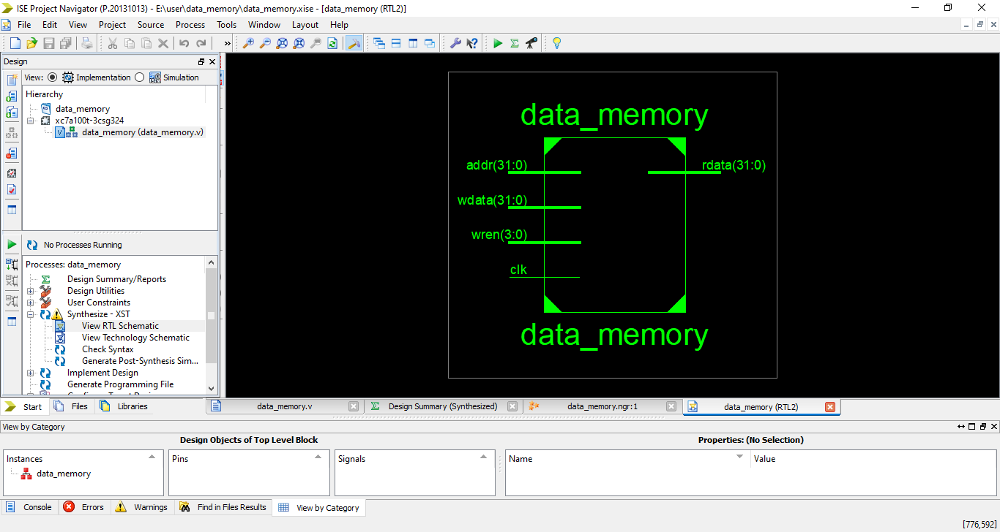 ISE Project Navigator (P.20131013) - E:\user\data_memory\data_memory.xise - [data_memory (RTL2)]
File Edit View Project Source Process Tools Window Layout Help
»
Design
View: Implementation Simulation
Hierarchy
data_memory
xc7a100t-3csg324
data_memory (data_memory.v)
No Processes Running
Processes: data_memory
Design Summary/Reports
Design Utilities
User Constraints
Synthesize - XST
View RTL Schematic
View Technology Schematic
Check Syntax
Generate Post-Synthesis Sim...
Implement Design
Generate Programming File
Start Files Libraries
data_memory
addr(31:0)
rdata(31:0)
wdata(31:0)
wren(3:0)
clk
data_memory
data_memory.v Design Summary (Synthesized) data_memory.ngr:1 data_memory (RTL2)
View by Category
Design Objects of Top Level Block
Properties: (No Selection)
Instances Pins Signals Name Value
data_memory
Console Errors Warnings Find in Files Results View by Category
[776,592]